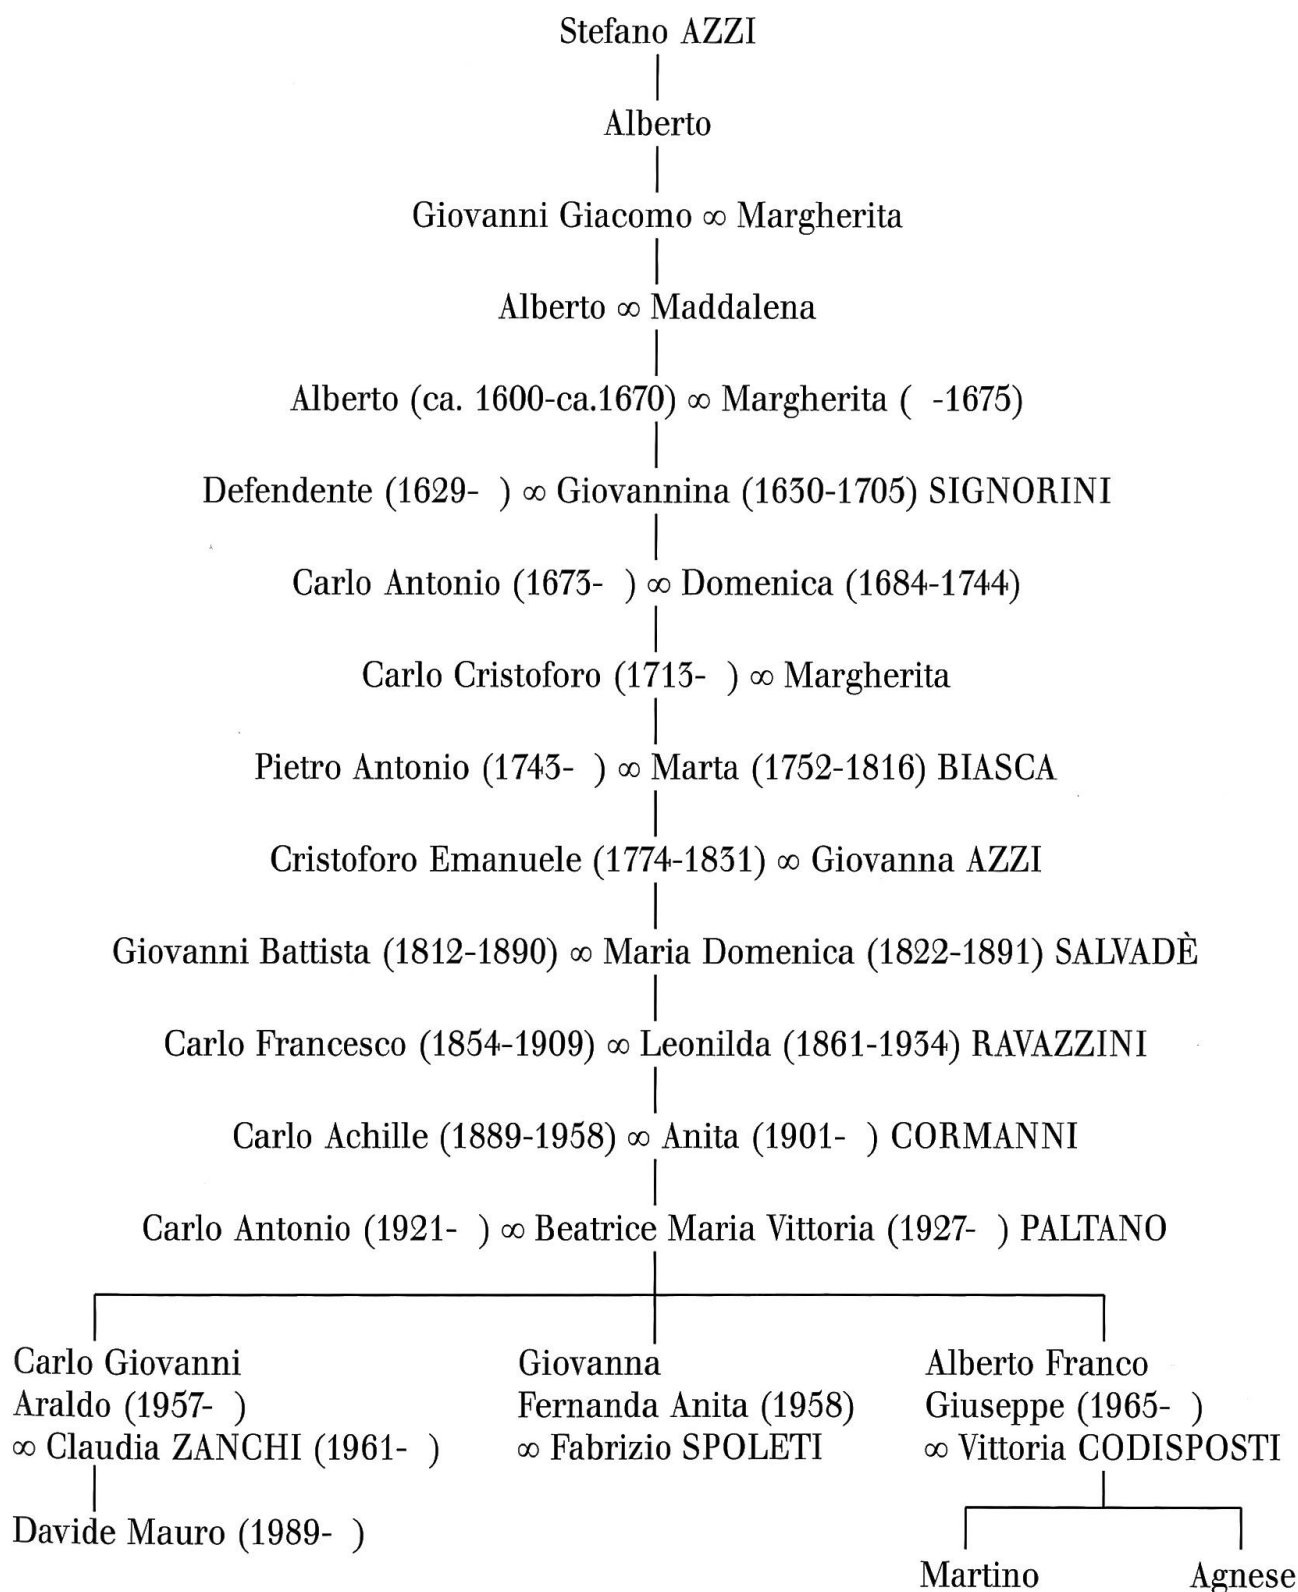 Stefano AZZI
Alberto
Giovanni Giacomo ∞ Margherita
Alberto ∞ Maddalena
Alberto (ca. 1600-ca.1670) ∞ Margherita (  -1675)
Defendente (1629-  ) ∞ Giovannina (1630-1705) SIGNORINI
Carlo Antonio (1673-  ) ∞ Domenica (1684-1744)
Carlo Cristoforo (1713-  ) ∞ Margherita
Pietro Antonio (1743-  ) ∞ Marta (1752-1816) BIASCA
Cristoforo Emanuele (1774-1831) ∞ Giovanna AZZI
Giovanni Battista (1812-1890) ∞ Maria Domenica (1822-1891) SALVADÈ
Carlo Francesco (1854-1909) ∞ Leonilda (1861-1934) RAVAZZINI
Carlo Achille (1889-1958) ∞ Anita (1901-  ) CORMANNI
Carlo Antonio (1921-  ) ∞ Beatrice Maria Vittoria (1927-  ) PALTANO
Carlo Giovanni
Araldo (1957-  )
∞ Claudia ZANCHI (1961-  )
Davide Mauro (1989-  )
Giovanna
Fernanda Anita (1958)
∞ Fabrizio SPOLETI
Alberto Franco
Giuseppe (1965-  )
∞ Vittoria CODISPOSTI
Martino
Agnese